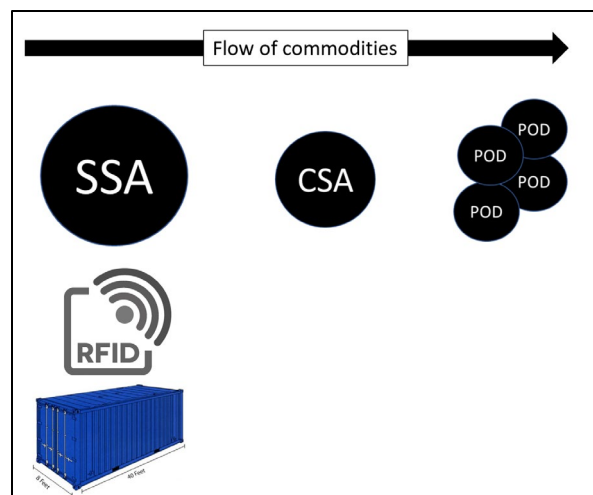 Flow of commodities
SSA
CSA
POD
POD
POD
POD
RFID
8 Feet
40 Feet